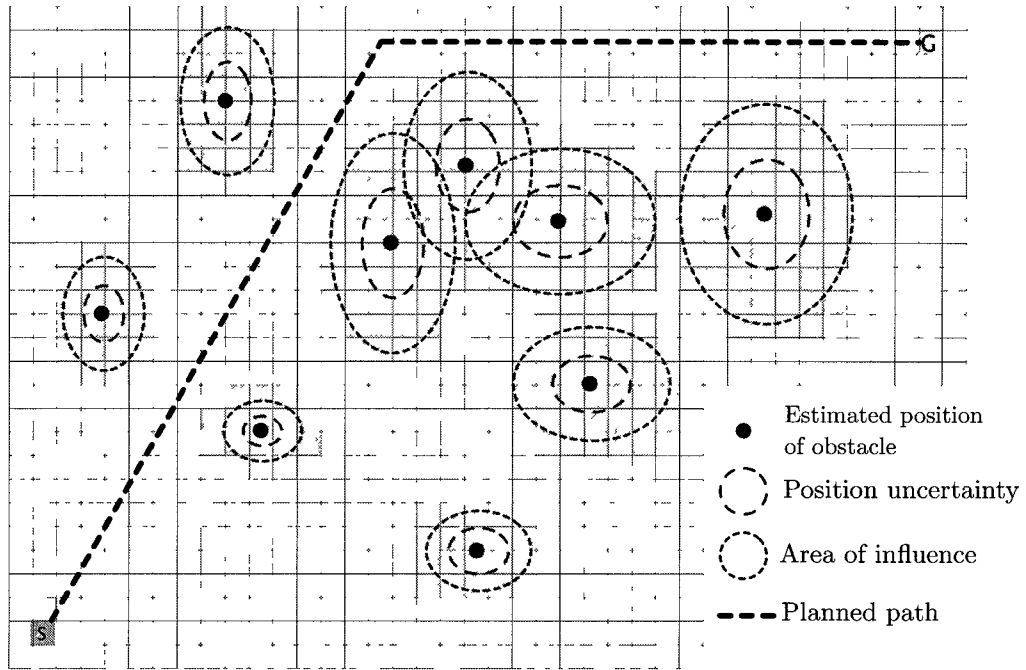 G
Estimated position
of obstacle
Position uncertainty
Area of influence
Planned path
S